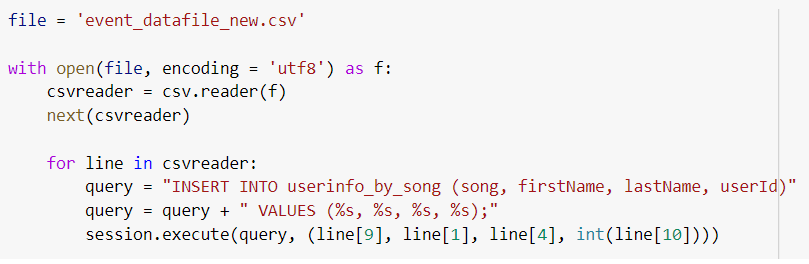 file = 'event_datafile_new.csv'
with open(file, encoding = 'utf8') as f:
csvreader = csv.reader(f)
next(csvreader)
for line in csvreader:
query = "INSERT INTO userinfo_by_song (song, firstName, lastName, userId)"
query = query + " VALUES (%s, %s, %s, %s);"
session.execute(query, (line[9], line[1], line[4], int(line[10])))